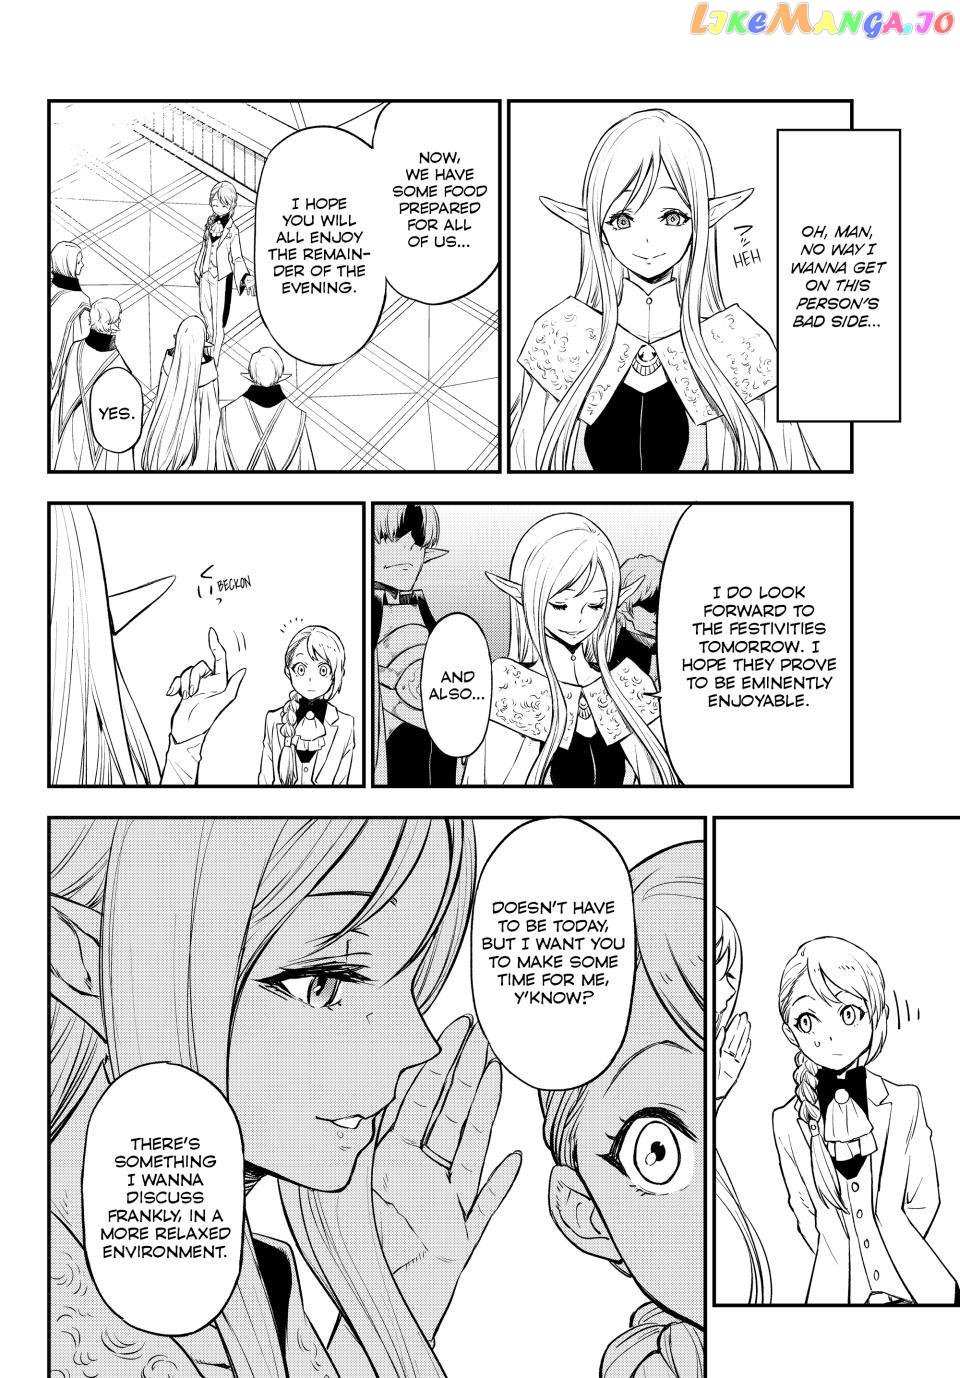 LIKEMANGA.IO
OH, MAN,
NO WAY I
WANNA GET
ON THIS
PERSON'S
BAD SIDE...
HEH
NOW,
WE HAVE
SOME FOOD
PREPARED
FOR ALL
OF US...
I HOPE
YOU WILL
ALL ENJOY
THE REMAIN-
DER OF THE
EVENING.
YES.
I DO LOOK
FORWARD TO
THE FESTIVITIES
TOMORROW. I
HOPE THEY PROVE
TO BE EMINENTLY
ENJOYABLE.
AND
ALSO...
BECKON
DOESN'T HAVE
TO BE TODAY,
BUT I WANT YOU
TO MAKE SOME
TIME FOR ME,
Y'KNOW?
THERE'S
SOMETHING
I WANNA
DISCUSS
FRANKLY, IN A
MORE RELAXED
ENVIRONMENT.